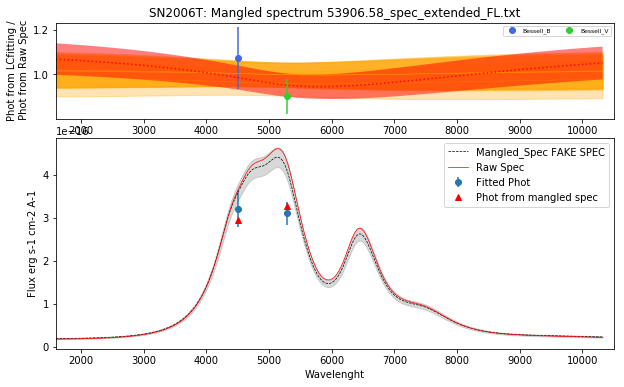 SN2006T: Mangled spectrum 53906.58_spec_extended_FL.txt
Phot from LCfitting /
Phot from Raw Spec
1.2
1.0
Bessell_B
Bessell_V
2000 3000 4000 5000 6000 7000 8000 9000 10000
1e−16
Flux erg s-1 cm-2 A-1
4
3
2
1
0
Mangled_Spec FAKE SPEC
Raw Spec
Fitted Phot
Phot from mangled spec
2000 3000 4000 5000 6000 7000 8000 9000 10000
Wavelenght